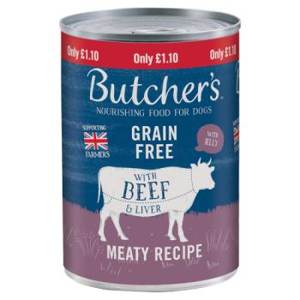 Only £1.10
Only £1.10
Butcher's
NOURISHING FOOD FOR DOGS
SUPPORTING
FARMERS
GRAIN
FREE
WITH
JELLY
WITH
BEEF
& LIVER
MEATY RECIPE